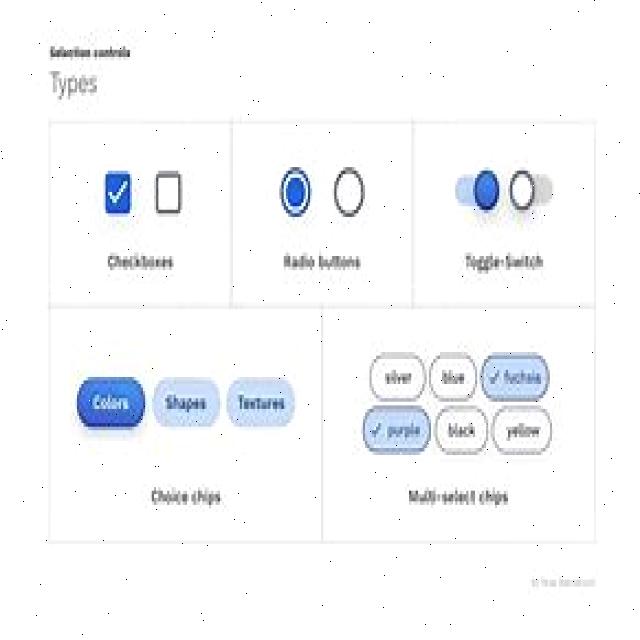 Selection controls
Types
Checkboxes
Radio buttons
Toggle-Switch
Colors
Shapes
Textures
silver
blue
fuchsia
purple
black
yellow
Choice chips
Multi-select chips